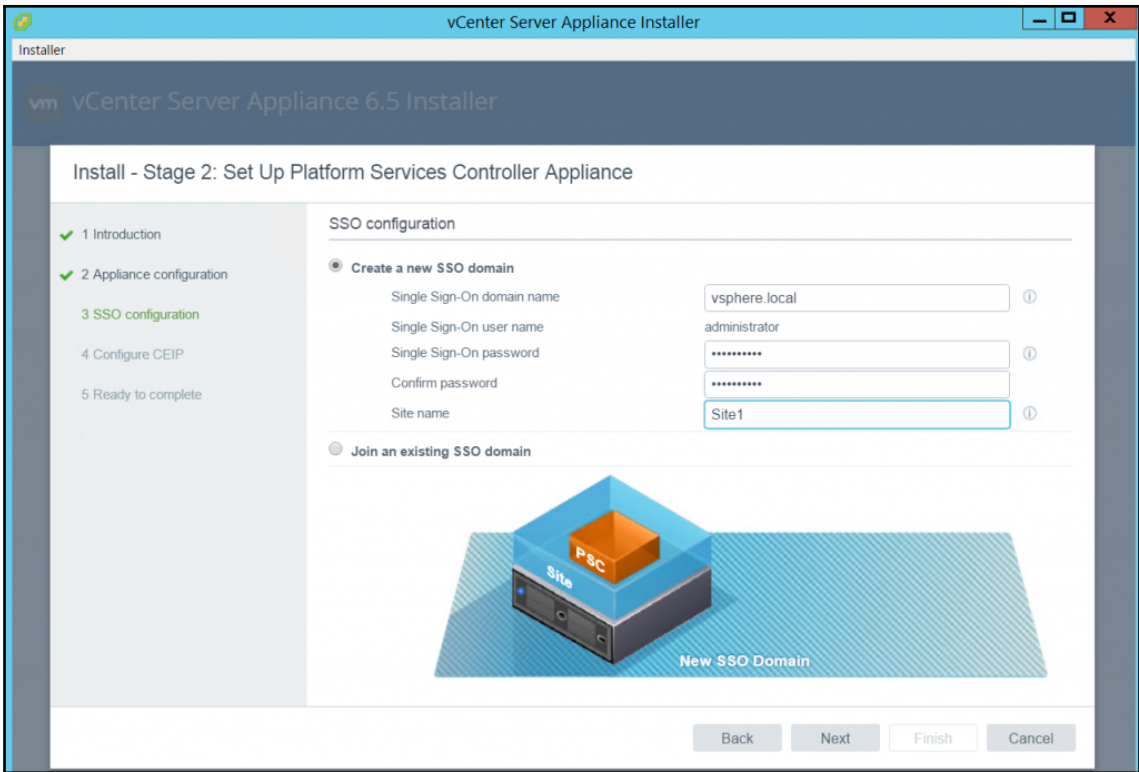 vCenter Server Appliance Installer
X
Installer
vm vCenter Server Appliance 6.5 Installer
Install - Stage 2: Set Up Platform Services Controller Appliance
1 Introduction
2 Appliance configuration
3 SSO configuration
4 Configure CEIP
5 Ready to complete
SSO configuration
Create a new SSO domain
Single Sign-On domain name vsphere.local
Single Sign-On user name administrator
Single Sign-On password ••••••••••
Confirm password ••••••••••
Site name Site1
Join an existing SSO domain
PSC
Site
New SSO Domain
Back Next Finish Cancel